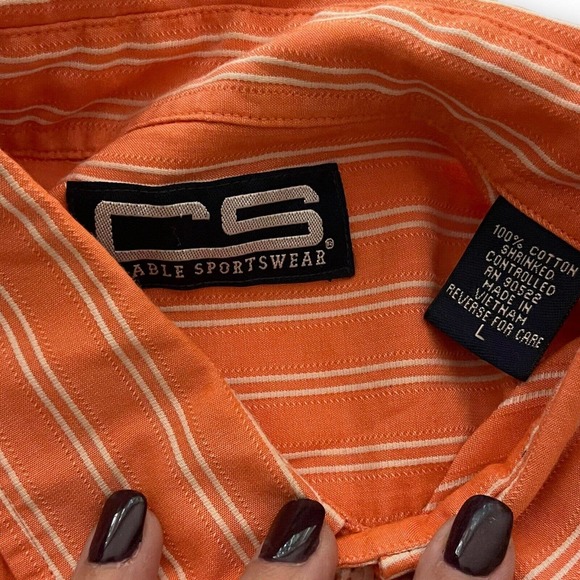 CS
ABLE SPORTSWEAR®
100% COTTON
SHRINKED
CONTROLLED
RN 90522
MADE IN
VIETNAM
REVERSE FOR CARE
L